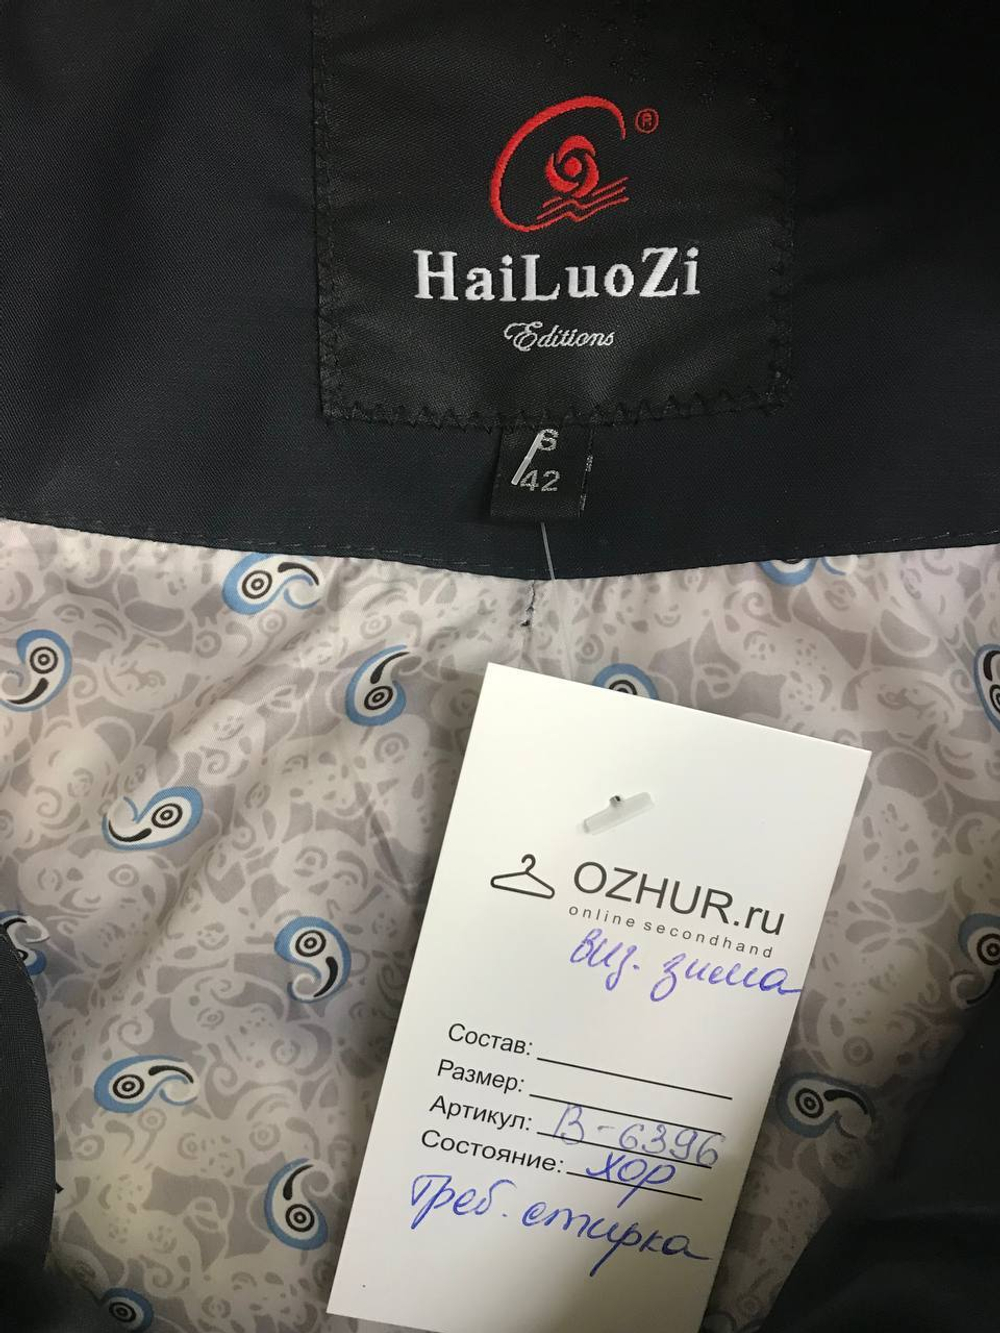 ®
HaiLuoZi
Editions
S
42
OZHUR.ru
online secondhand
виз. зима
Состав:
Размер:
Артикул: В-6396
Состояние: хор
Треб. стирка